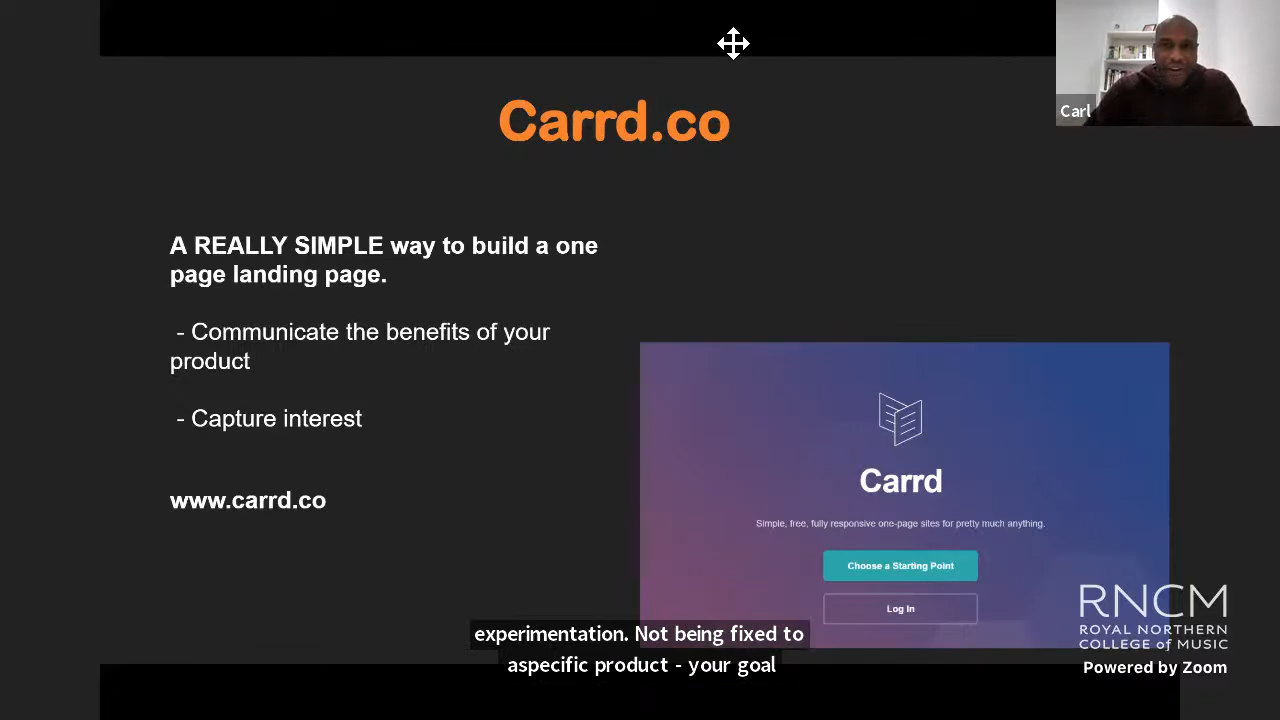 Carl
Carrd.co
A REALLY SIMPLE way to build a one
page landing page.
- Communicate the benefits of your
product
- Capture interest
www.carrd.co
Carrd
Simple, free, fully responsive one-page sites for pretty much anything.
Choose a Starting Point
Log In
experimentation. Not being fixed to
aspecific product - your goal
RNCM
ROYAL NORTHERN
COLLEGE of MUSIC
Powered by Zoom